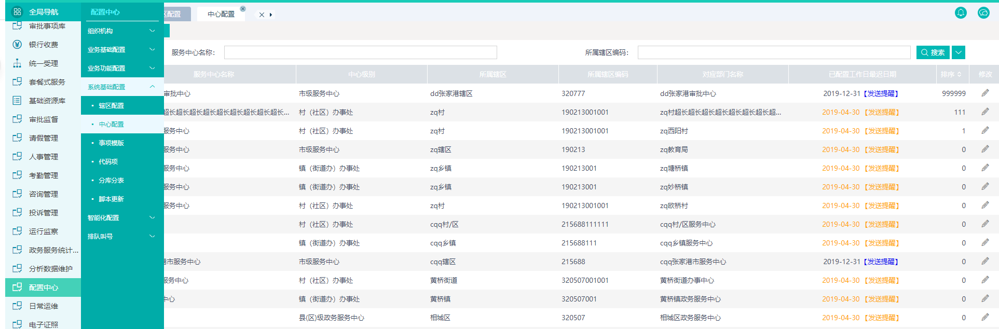 全局导航
审批事项库
银行收费
统一受理
套餐式服务
基础资源库
审批监督
请假管理
人事管理
考勤管理
咨询管理
投诉管理
运行监察
政务服务统计...
分析数据维护
配置中心
日常运维
电子证照
配置中心
组织机构
业务基础配置
业务功能配置
系统基础配置
辖区配置
中心配置
事项模版
代码项
分库分表
脚本更新
智能化配置
排队叫号
区配置
中心配置
服务中心名称:
所属辖区编码:
搜索
服务中心名称 中心级别 所属辖区 所属辖区编码 对应部门名称 已配置工作日最迟日期 排序 修改
审批中心 市级服务中心 dd张家港辖区 320777 dd张家港审批中心 2019-12-31【发送提醒】 999999
超长超长超长超长超长超长超长超长超长... 村（社区）办事处 zq村 190213001001 zq村超长超长超长超长超长超长超长超... 2019-04-30 【发送提醒】 111
服务中心 村（社区）办事处 zq村 190213001001 zq西阳村 2019-04-30 【发送提醒】 1
服务中心 市级服务中心 zq辖区 190213 zq教育局 2019-04-30 【发送提醒】 0
服务中心 镇（街道办）办事处 zq乡镇 190213001 zq塘桥镇 2019-04-30 【发送提醒】 0
服务中心 镇（街道办）办事处 zq乡镇 190213001 zq妙桥镇 2019-04-30 【发送提醒】 0
服务中心 村（社区）办事处 zq村 190213001001 zq欧桥村 2019-04-30 【发送提醒】 0
村（社区）办事处 cqq村/区 215688111111 cqq村/区服务中心 2019-04-30 【发送提醒】 0
镇（街道办）办事处 cqq乡镇 215688111 cqq乡镇服务中心 2019-04-30 【发送提醒】 0
港市服务中心 市级服务中心 cqq辖区 215688 cqq张家港市服务中心 2019-12-31【发送提醒】 0
服务中心 村（社区）办事处 黄桥街道 320507001001 黄桥街道办事中心 2019-04-30 【发送提醒】 0
中心 镇（街道办）办事处 黄桥镇 320507001 黄桥镇政务服务中心 2019-04-30 【发送提醒】 0
县(区)级政务服务中心 相城区 320507 相城区政务服务中心 2019-04-30 【发送提醒】 0